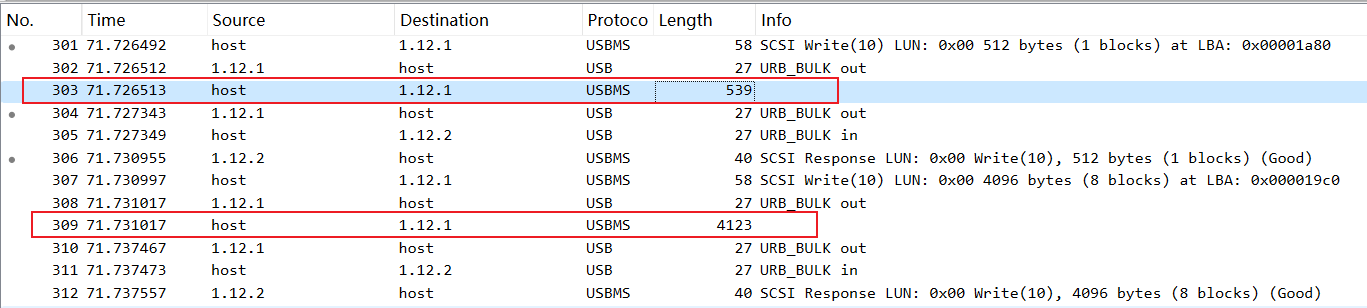 No. Time Source Destination Protoco Length Info
301 71.726492 host 1.12.1 USBMS 58 SCSI Write(10) LUN: 0x00 512 bytes (1 blocks) at LBA: 0x00001a80
302 71.726512 1.12.1 host USB 27 URB_BULK out
303 71.726513 host 1.12.1 USBMS 539
304 71.727343 1.12.1 host USB 27 URB_BULK out
305 71.727349 host 1.12.2 USB 27 URB_BULK in
306 71.730955 1.12.2 host USBMS 40 SCSI Response LUN: 0x00 Write(10), 512 bytes (1 blocks) (Good)
307 71.730997 host 1.12.1 USBMS 58 SCSI Write(10) LUN: 0x00 4096 bytes (8 blocks) at LBA: 0x000019c0
308 71.731017 1.12.1 host USB 27 URB_BULK out
309 71.731017 host 1.12.1 USBMS 4123
310 71.737467 1.12.1 host USB 27 URB_BULK out
311 71.737473 host 1.12.2 USB 27 URB_BULK in
312 71.737557 1.12.2 host USBMS 40 SCSI Response LUN: 0x00 Write(10), 4096 bytes (8 blocks) (Good)